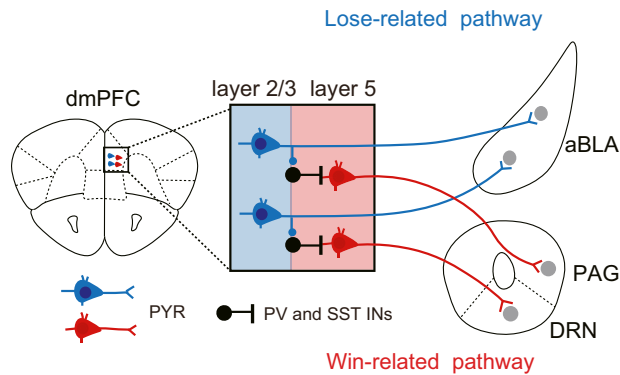 Lose-related pathway
layer 2/3 layer 5
dmPFC
aBLA
PAG
DRN
PYR
PV and SST INs
Win-related pathway